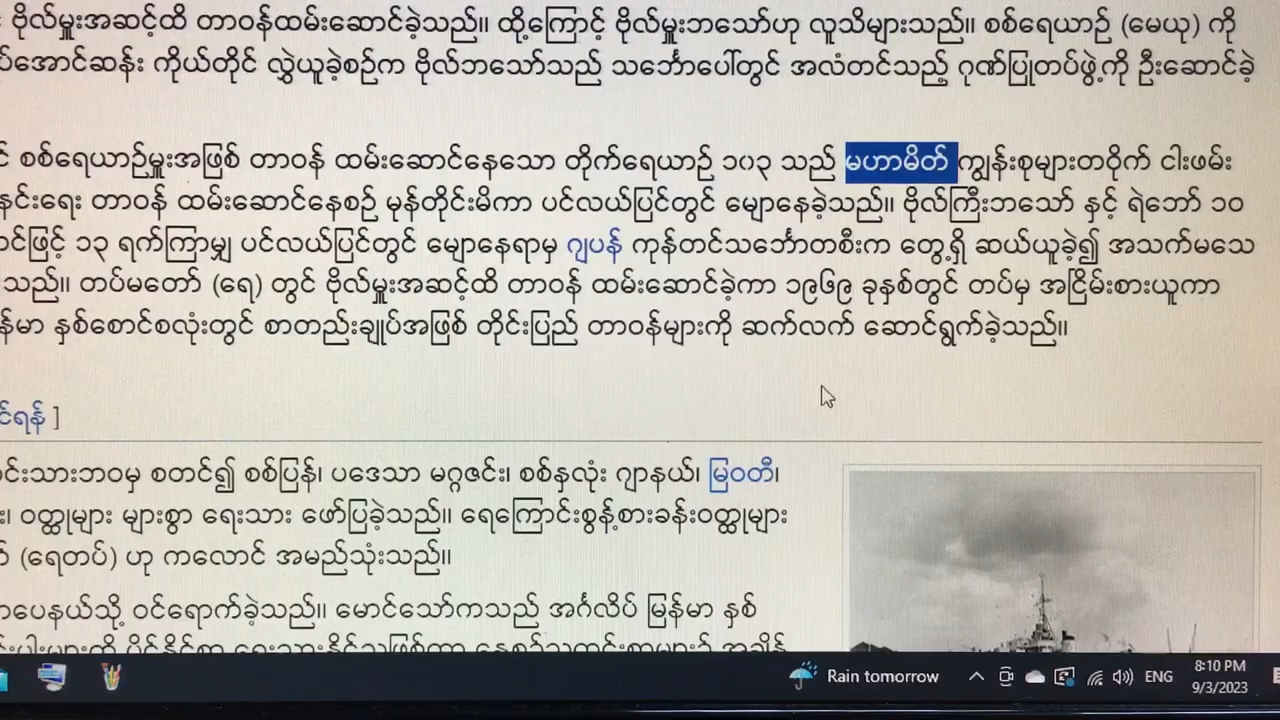 ဗိုလ်မှူးအဆင့်ထိ တာဝန်ထမ်းဆောင်ခဲ့သည်။ ထို့ကြောင့် ဗိုလ်မှူးဘသော်ဟု လူသိများသည်။ စစ်ရေယာဉ် (မေယု) ကို
ပ်အောင်ဆန်း ကိုယ်တိုင် လွှဲယူခဲ့စဉ်က ဗိုလ်ဘသော်သည် သင်္ဘောပေါ်တွင် အလံတင်သည့် ဂုဏ်ပြုတပ်ဖွဲ့ကို ဦးဆောင်ခဲ့
စစ်ရေယာဉ်မှူးအဖြစ် တာဝန် ထမ်းဆောင်နေသော တိုက်ရေယာဉ် ၁၀၃ သည် မဟာမိတ် ကျွန်းစုများတဝိုက် ငါးဖမ်း
နင်းရေး တာဝန် ထမ်းဆောင်နေစဉ် မုန်တိုင်းမိကာ ပင်လယ်ပြင်တွင် မျောနေခဲ့သည်။ ဗိုလ်ကြီးဘသော် နှင့် ရဲဘော် ၁၀
င်ဖြင့် ၁၃ ရက်ကြာမျှ ပင်လယ်ပြင်တွင် မျောနေရာမှ ဂျပန် ကုန်တင်သင်္ဘောတစီးက တွေ့ရှိ ဆယ်ယူခဲ့၍ အသက်မသေ
သည်။ တပ်မတော် (ရေ) တွင် ဗိုလ်မှူးအဆင့်ထိ တာဝန် ထမ်းဆောင်ခဲ့ကာ ၁၉၆၉ ခုနှစ်တွင် တပ်မှ အငြိမ်းစားယူကာ
န်မာ နှစ်စောင်စလုံးတွင် စာတည်းချုပ်အဖြစ် တိုင်းပြည် တာဝန်များကို ဆက်လက် ဆောင်ရွက်ခဲ့သည်။
င်ရန် ]
င်းသားဘဝမှ စတင်၍ စစ်ပြန်၊ ပဒေသာ မဂ္ဂဇင်း၊ စစ်နှလုံး ဂျာနယ်၊ မြဝတီ၊
း၊ ဝတ္ထုများ များစွာ ရေးသား ဖော်ပြခဲ့သည်။ ရေကြောင်းစွန့်စားခန်းဝတ္ထုများ
(ရေတပ်) ဟု ကလောင် အမည်သုံးသည်။
ာပေနယ်သို့ ဝင်ရောက်ခဲ့သည်။ မောင်သော်ကသည် အင်္ဂလိပ် မြန်မာ နှစ်
Rain tomorrow ENG 8:10 PM
9/3/2023